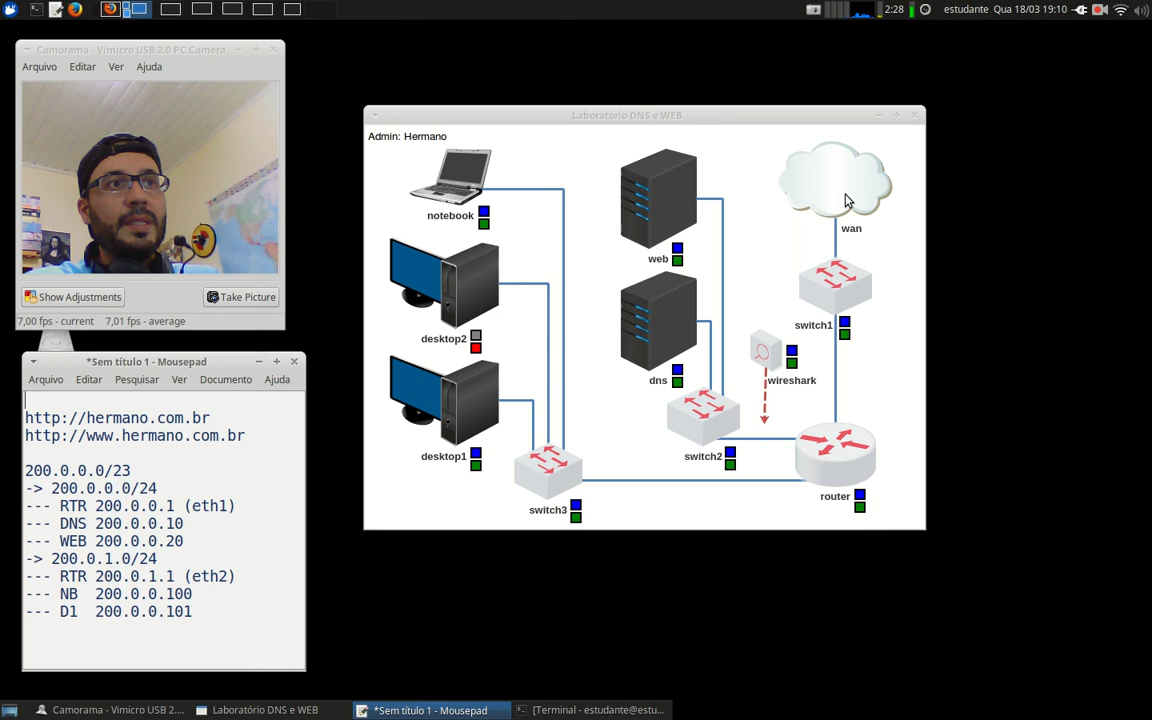 2:28
estudante Qua 18/03 19:10
Camorama - Vimicro USB 2.0 PC Camera
Arquivo Editar Ver Ajuda
Show Adjustments
Take Picture
7,00 fps - current 7,01 fps - average
*Sem título 1 - Mousepad
Arquivo Editar Pesquisar Ver Documento Ajuda
http://hermano.com.br
http://www.hermano.com.br
200.0.0.0/23
-> 200.0.0.0/24
--- RTR 200.0.0.1 (eth1)
--- DNS 200.0.0.10
--- WEB 200.0.0.20
-> 200.0.1.0/24
--- RTR 200.0.1.1 (eth2)
--- NB 200.0.0.100
--- D1 200.0.0.101
Laboratório DNS e WEB
Admin: Hermano
notebook
desktop2
desktop1
switch3
web
dns
switch2
wireshark
wan
switch1
router
Camorama - Vimicro USB 2....
Laboratório DNS e WEB
*Sem título 1 - Mousepad
[Terminal - estudante@estu...